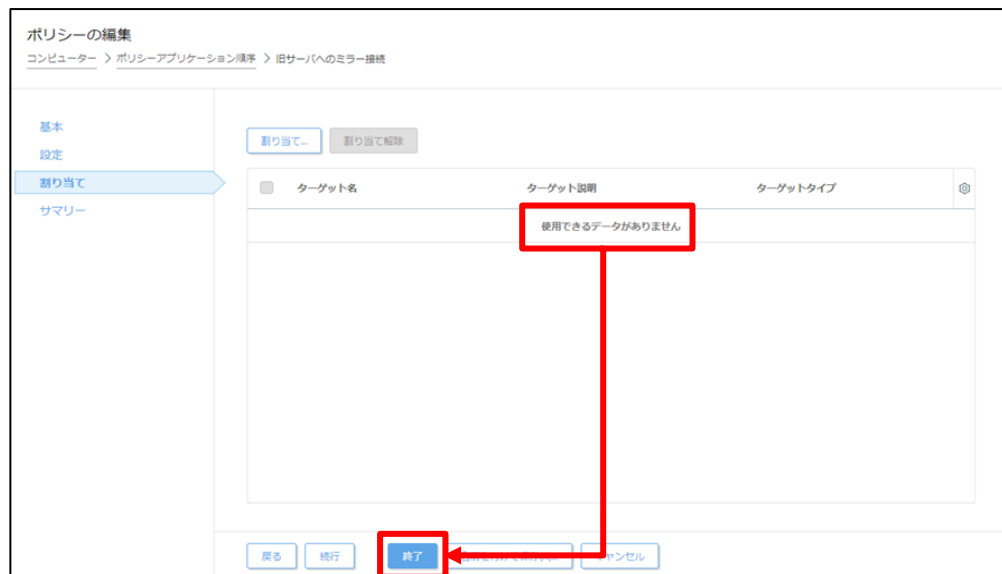 ポリシーの編集
コンピューター > ポリシーアプリケーション順序 > 旧サーバへのミラー接続
基本
設定
割り当て
サマリー
割り当て... 割り当て解除
ターゲット名 ターゲット説明 ターゲットタイプ
使用できるデータがありません
戻る 続行 終了 キャンセル